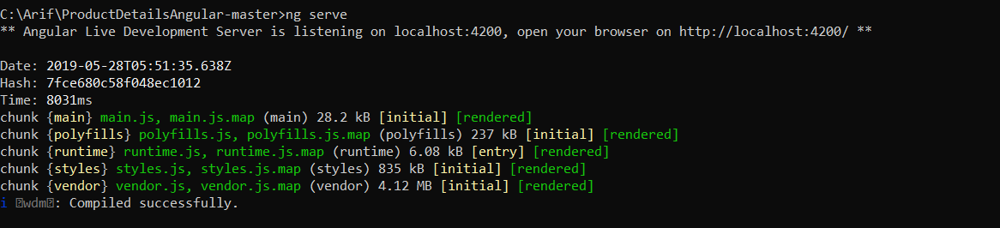 C:\Arif\ProductDetailsAngular-master>ng serve
** Angular Live Development Server is listening on localhost:4200, open your browser on http://localhost:4200/ **
Date: 2019-05-28T05:51:35.638Z
Hash: 7fce680c58f048ec1012
Time: 8031ms
chunk {main} main.js, main.js.map (main) 28.2 kB [initial] [rendered]
chunk {polyfills} polyfills.js, polyfills.js.map (polyfills) 237 kB [initial] [rendered]
chunk {runtime} runtime.js, runtime.js.map (runtime) 6.08 kB [entry] [rendered]
chunk {styles} styles.js, styles.js.map (styles) 835 kB [initial] [rendered]
chunk {vendor} vendor.js, vendor.js.map (vendor) 4.12 MB [initial] [rendered]
i 「wdm」: Compiled successfully.